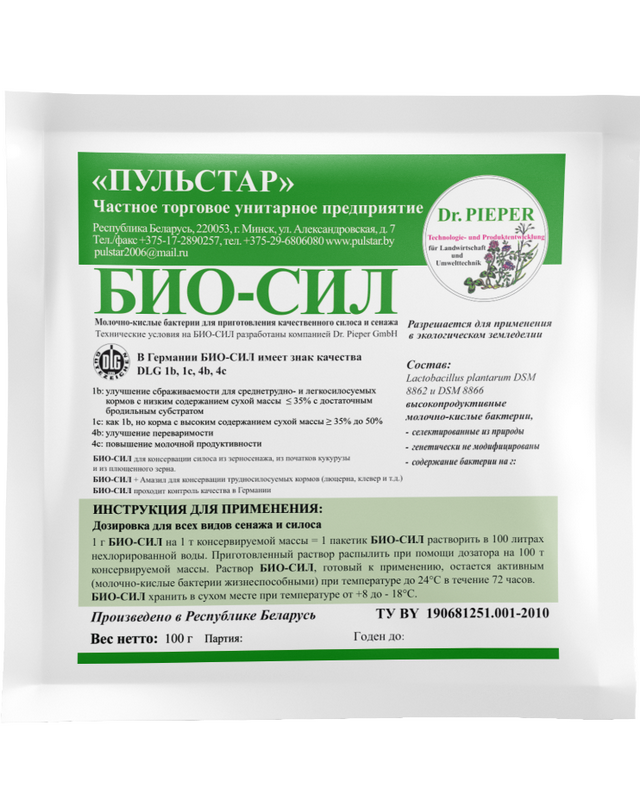 «ПУЛЬСТАР»
Частное торговое унитарное предприятие
Республика Беларусь, 220053, г. Минск, ул. Александровская, д. 7
Тел./факс +375-17-2890257, тел. +375-29-6806080 www.pulstar.by
pulstar2006@mail.ru
Dr. PIEPER
Technologie- und Produktentwicklung
für Landwirtschaft
und
Umwelttechnik
БИО-СИЛ
Молочно-кислые бактерии для приготовления качественного силоса и сенажа
Технические условия на БИО-СИЛ разработаны компанией Dr. Pieper GmbH
Разрешается для применения
в экологическом земледелии
DLG
В Германии БИО-СИЛ имеет знак качества
DLG 1b, 1c, 4b, 4c
1b: улучшение сбраживаемости для среднетрудно- и легкосилосуемых
кормов с низким содержанием сухой массы ≤ 35% с достаточным
бродильным субстратом
1c: как 1b, но корма с высоким содержанием сухой массы ≥ 35% до 50%
4b: улучшение переваримости
4c: повышение молочной продуктивности
Состав:
Lactobacillus plantarum DSM
8862 и DSM 8866
высокопродуктивные
молочно-кислые бактерии,
- селектированные из природы
- генетически не модифицированы
- содержание бактерии на г:
БИО-СИЛ для консервации силоса из зерносенажа, из початков кукурузы
и из плющенного зерна.
БИО-СИЛ + Амазил для консервации трудносилосуемых кормов (люцерна, клевер и т.д.)
БИО-СИЛ проходит контроль качества в Германии
ИНСТРУКЦИЯ ДЛЯ ПРИМЕНЕНИЯ:
Дозировка для всех видов сенажа и силоса
1 г БИО-СИЛ на 1 т консервируемой массы = 1 пакетик БИО-СИЛ растворить в 100 литрах
нехлорированной воды. Приготовленный раствор распылить при помощи дозатора на 100 т
консервируемой массы. Раствор БИО-СИЛ, готовый к применению, остается активным
(молочно-кислые бактерии жизнеспособными) при температуре до 24°С в течение 72 часов.
БИО-СИЛ хранить в сухом месте при температуре от +8 до - 18°С.
Произведено в Республике Беларусь
ТУ BY 190681251.001-2010
Вес нетто: 100 г Партия:
Годен до: